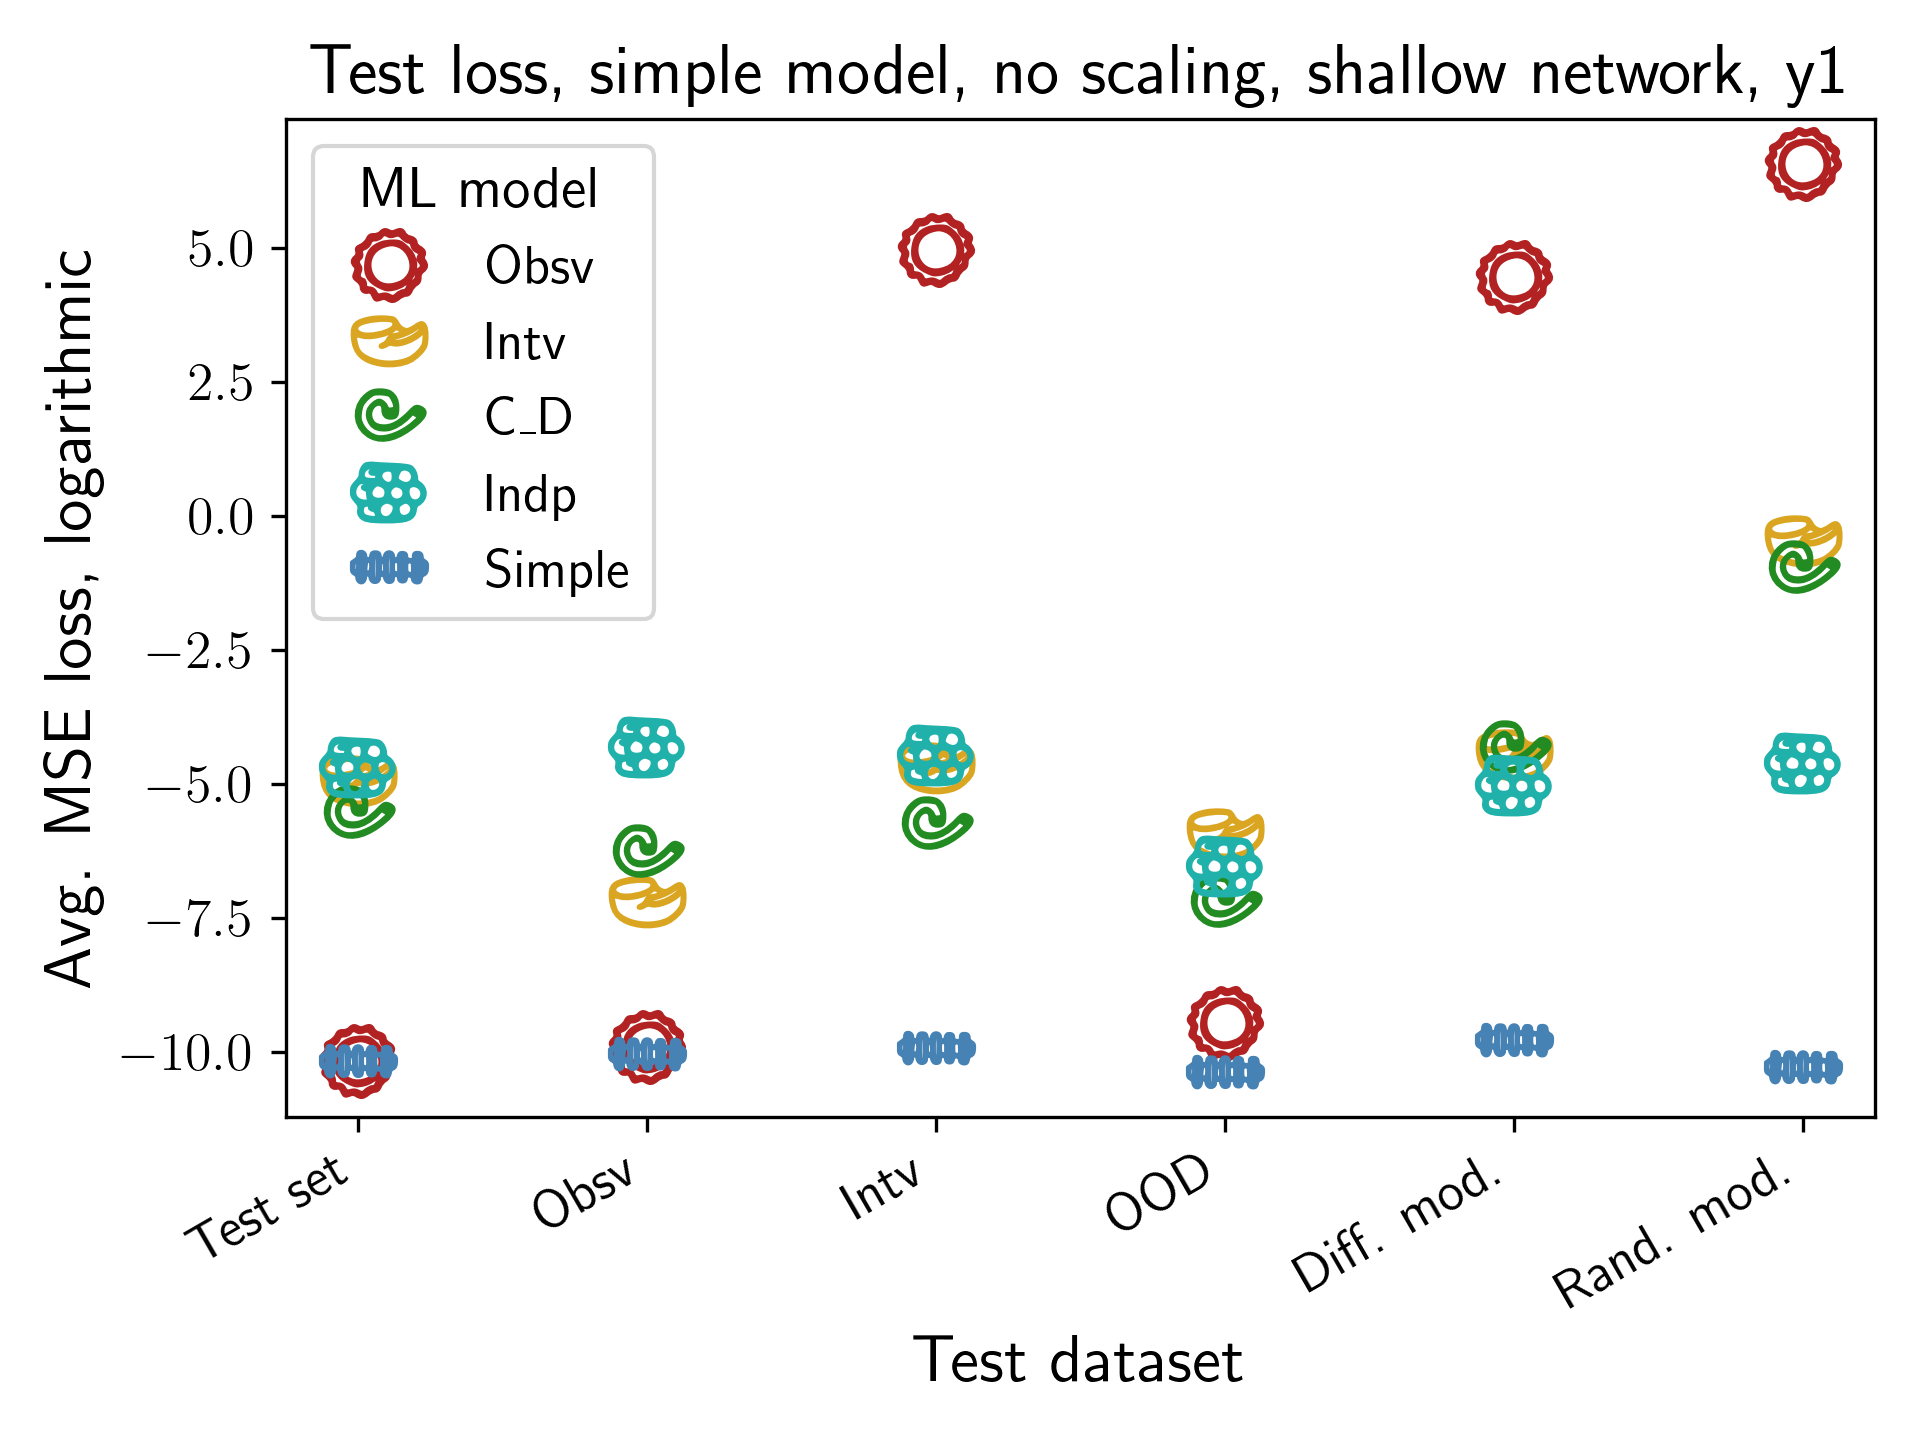 Test loss, simple model, no scaling, shallow network, y1
Avg. MSE loss, logarithmic
5.0
2.5
0.0
−2.5
−5.0
−7.5
−10.0
ML model
Obsv
Intv
C_D
Indp
Simple
Test set
Obsv
Intv
OOD
Diff. mod.
Rand. mod.
Test dataset